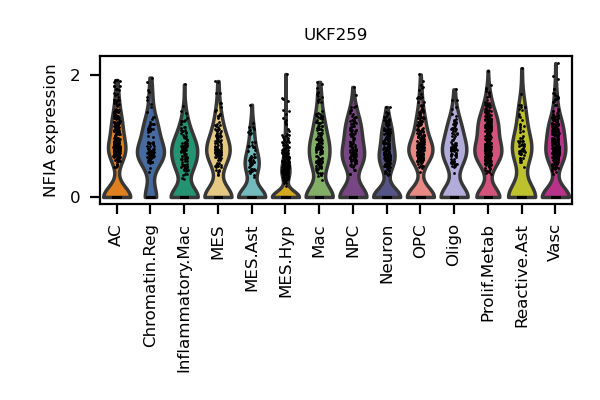 UKF259
NFIA expression
2
0
AC
Chromatin.Reg
Inflammatory.Mac
MES
MES.Ast
MES.Hyp
Mac
NPC
Neuron
OPC
Oligo
Prolif.Metab
Reactive.Ast
Vasc